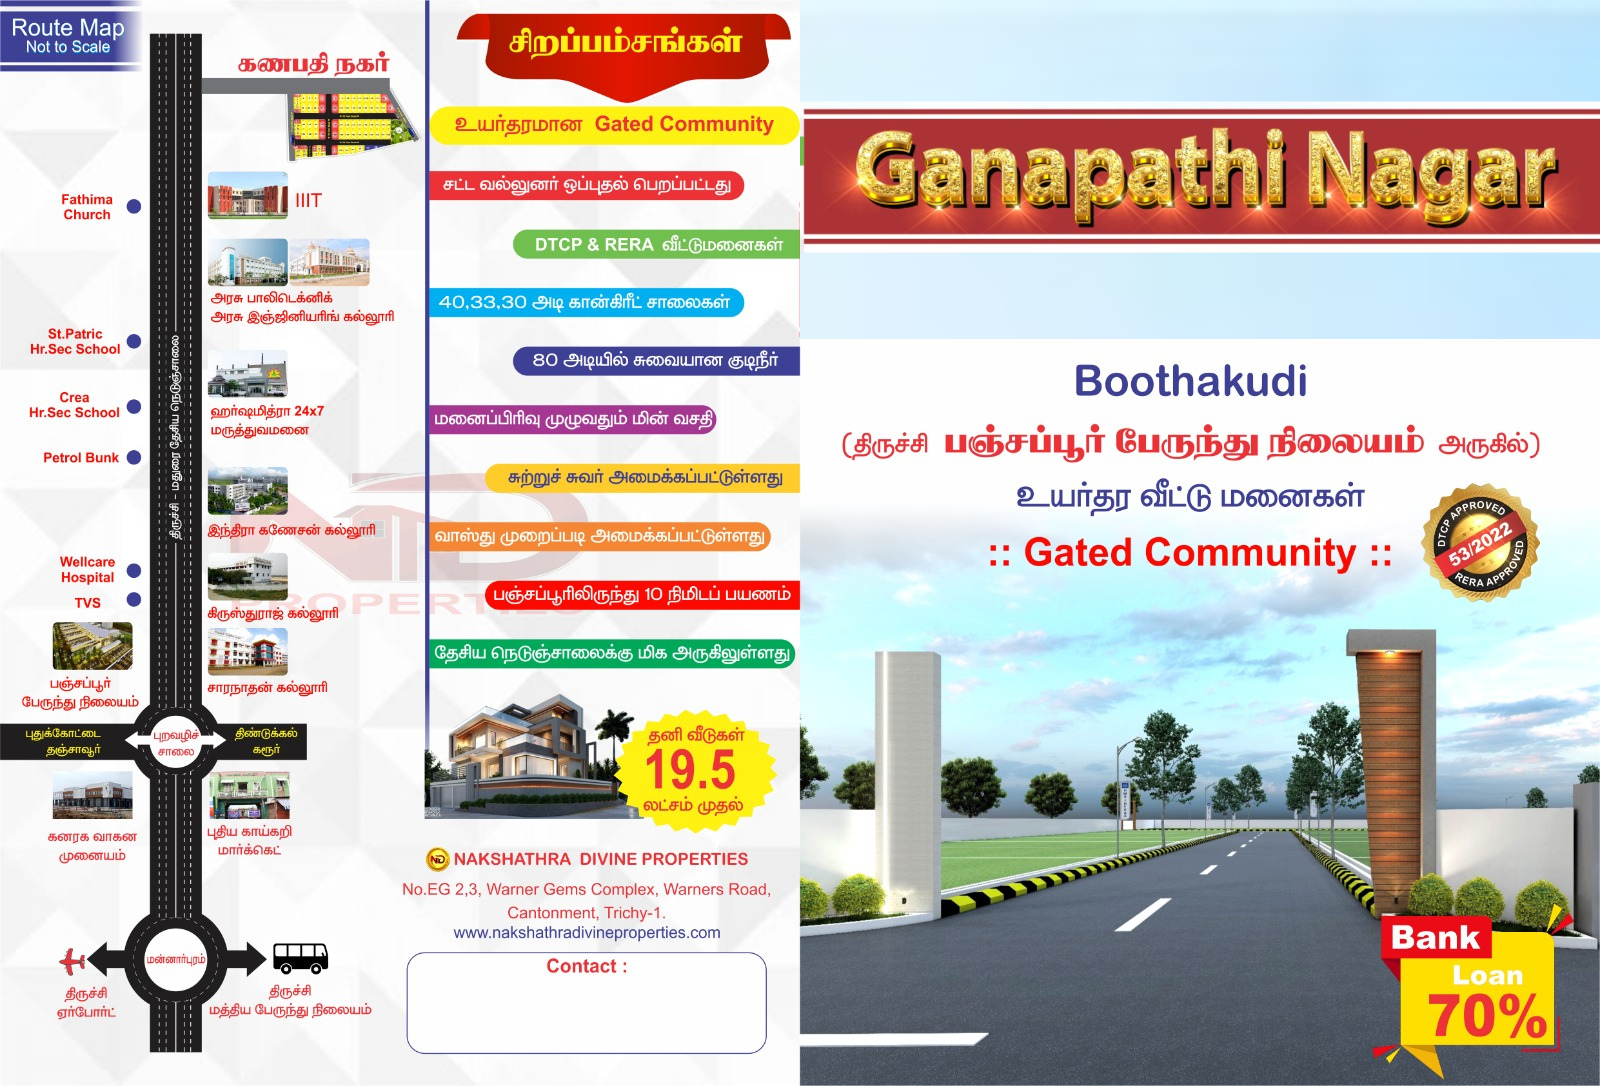 Route Map
Not to Scale
கணபதி நகர்
Fathima
Church
IIIT
அரசு பாலிடெக்னிக்
அரசு இஞ்ஜினியரிங் கல்லூரி
St.Patric
Hr.Sec School
Crea
Hr.Sec School
ஹர்ஷமித்ரா 24x7
மருத்துவமனை
Petrol Bunk
திருச்சி - மதுரை தேசிய நெடுஞ்சாலை
இந்திரா கணேசன் கல்லூரி
Wellcare
Hospital
TVS
கிருஸ்துராஜ் கல்லூரி
பஞ்சப்பூர்
பேருந்து நிலையம்
சாரநாதன் கல்லூரி
புதுக்கோட்டை
தஞ்சாவூர்
புறவழிச்
சாலை
திண்டுக்கல்
கரூர்
கனரக வாகன
முனையம்
புதிய காய்கறி
மார்க்கெட்
மன்னார்புரம்
திருச்சி
ஏர்போர்ட்
திருச்சி
மத்திய பேருந்து நிலையம்
சிறப்பம்சங்கள்
உயர்தரமான Gated Community
சட்ட வல்லுனர் ஒப்புதல் பெறப்பட்டது
DTCP & RERA வீட்டுமனைகள்
40,33,30 அடி கான்கிரீட் சாலைகள்
80 அடியில் சுவையான குடிநீர்
மனைப்பிரிவு முழுவதும் மின் வசதி
சுற்றுச் சுவர் அமைக்கப்பட்டுள்ளது
வாஸ்து முறைப்படி அமைக்கப்பட்டுள்ளது
பஞ்சப்பூரிலிருந்து 10 நிமிடப் பயணம்
தேசிய நெடுஞ்சாலைக்கு மிக அருகிலுள்ளது
ND
PROPERTIES
தனி வீடுகள்
19.5
லட்சம் முதல்
ND NAKSHATHRA DIVINE PROPERTIES
No.EG 2,3, Warner Gems Complex, Warners Road,
Cantonment, Trichy-1.
www.nakshathradivineproperties.com
Contact :
Ganapathi Nagar
Boothakudi
(திருச்சி பஞ்சப்பூர் பேருந்து நிலையம் அருகில்)
உயர்தர வீட்டு மனைகள்
:: Gated Community ::
DTCP APPROVED
53/2022
RERA APPROVED
Bank
Loan
70%